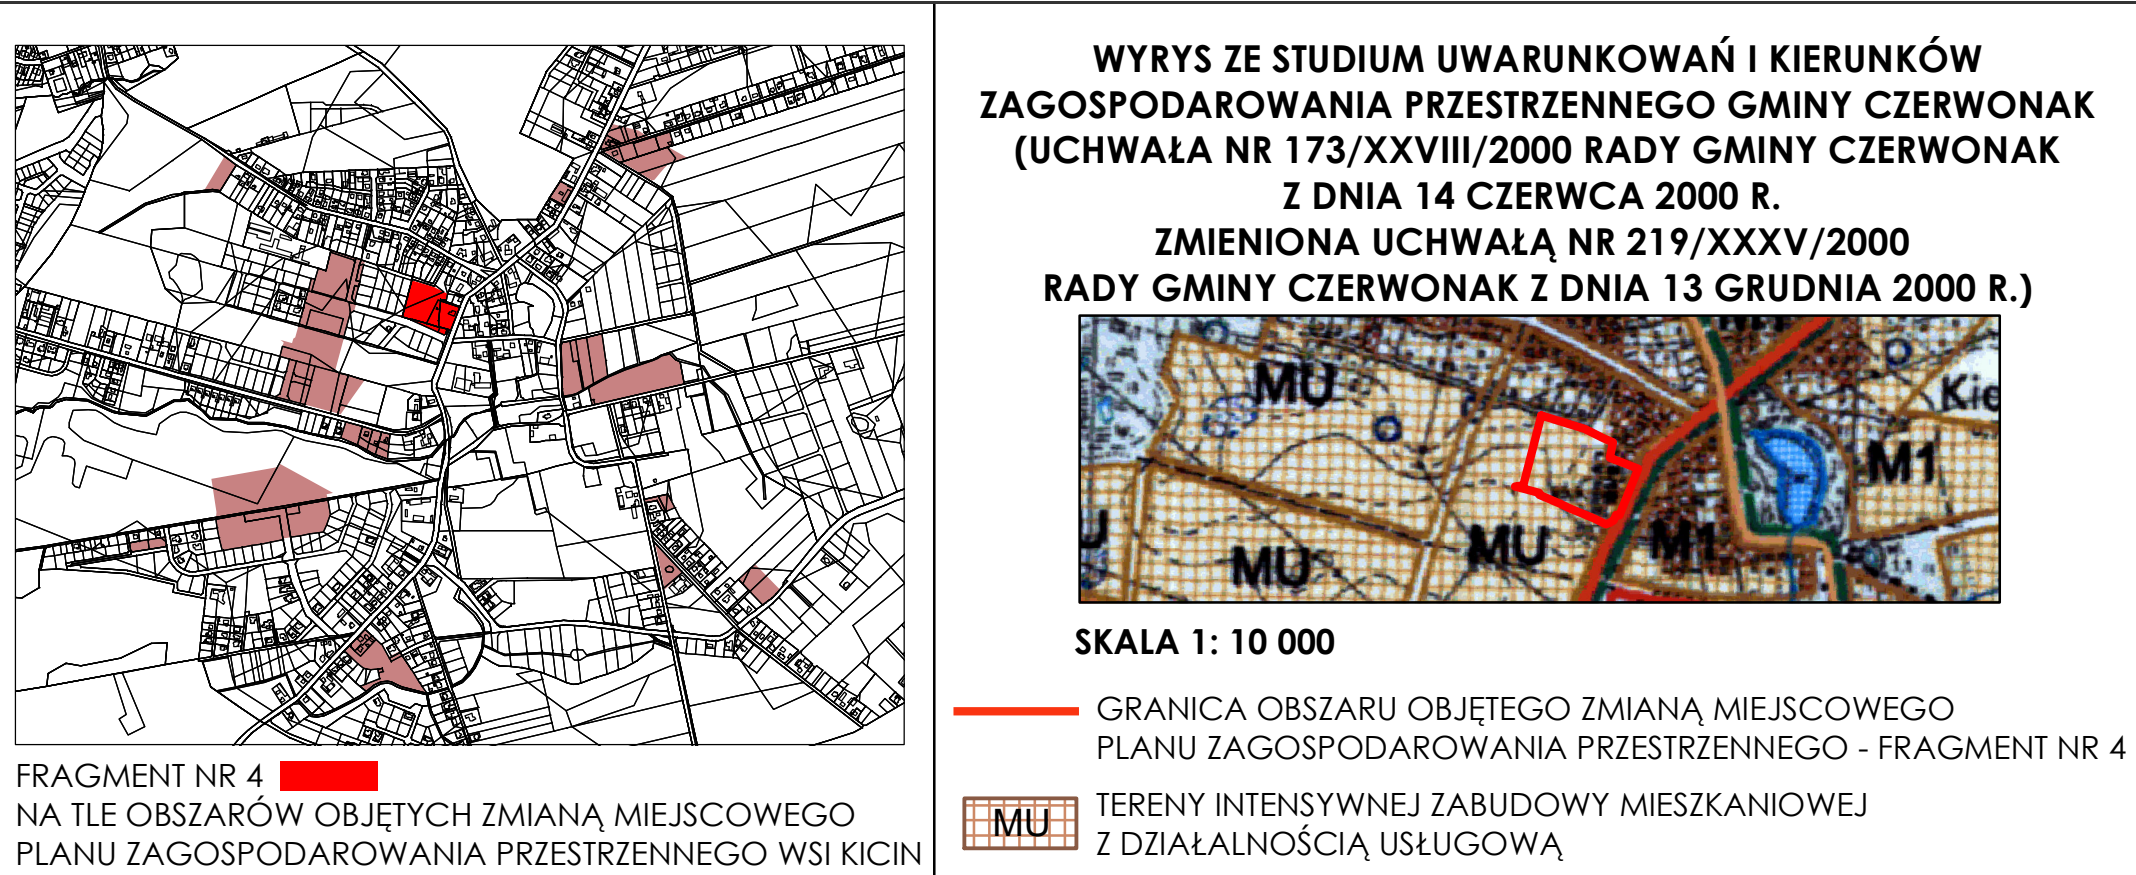 FRAGMENT NR 4
NA TLE OBSZARÓW OBJĘTYCH ZMIANĄ MIEJSCOWEGO
PLANU ZAGOSPODAROWANIA PRZESTRZENNEGO WSI KICIN
WYRYS ZE STUDIUM UWARUNKOWAŃ I KIERUNKÓW
ZAGOSPODAROWANIA PRZESTRZENNEGO GMINY CZERWONAK
(UCHWAŁA NR 173/XXVIII/2000 RADY GMINY CZERWONAK
Z DNIA 14 CZERWCA 2000 R.
ZMIENIONA UCHWAŁĄ NR 219/XXXV/2000
RADY GMINY CZERWONAK Z DNIA 13 GRUDNIA 2000 R.)
MU
Kie
M1
MU
MU
M1
SKALA 1: 10 000
GRANICA OBSZARU OBJĘTEGO ZMIANĄ MIEJSCOWEGO
PLANU ZAGOSPODAROWANIA PRZESTRZENNEGO - FRAGMENT NR 4
MU
TERENY INTENSYWNEJ ZABUDOWY MIESZKANIOWEJ
Z DZIAŁALNOŚCIĄ USŁUGOWĄ